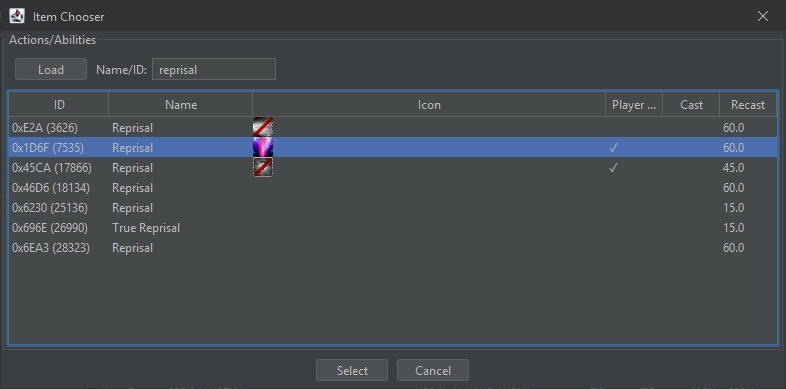 Item Chooser
Actions/Abilities
Load Name/ID: reprisal
ID Name Icon Player ... Cast Recast
0xE2A (3626) Reprisal 60.0
0x1D6F (7535) Reprisal ✓ 60.0
0x45CA (17866) Reprisal ✓ 45.0
0x46D6 (18134) Reprisal 60.0
0x6230 (25136) Reprisal 15.0
0x696E (26990) True Reprisal 15.0
0x6EA3 (28323) Reprisal 60.0
Select Cancel